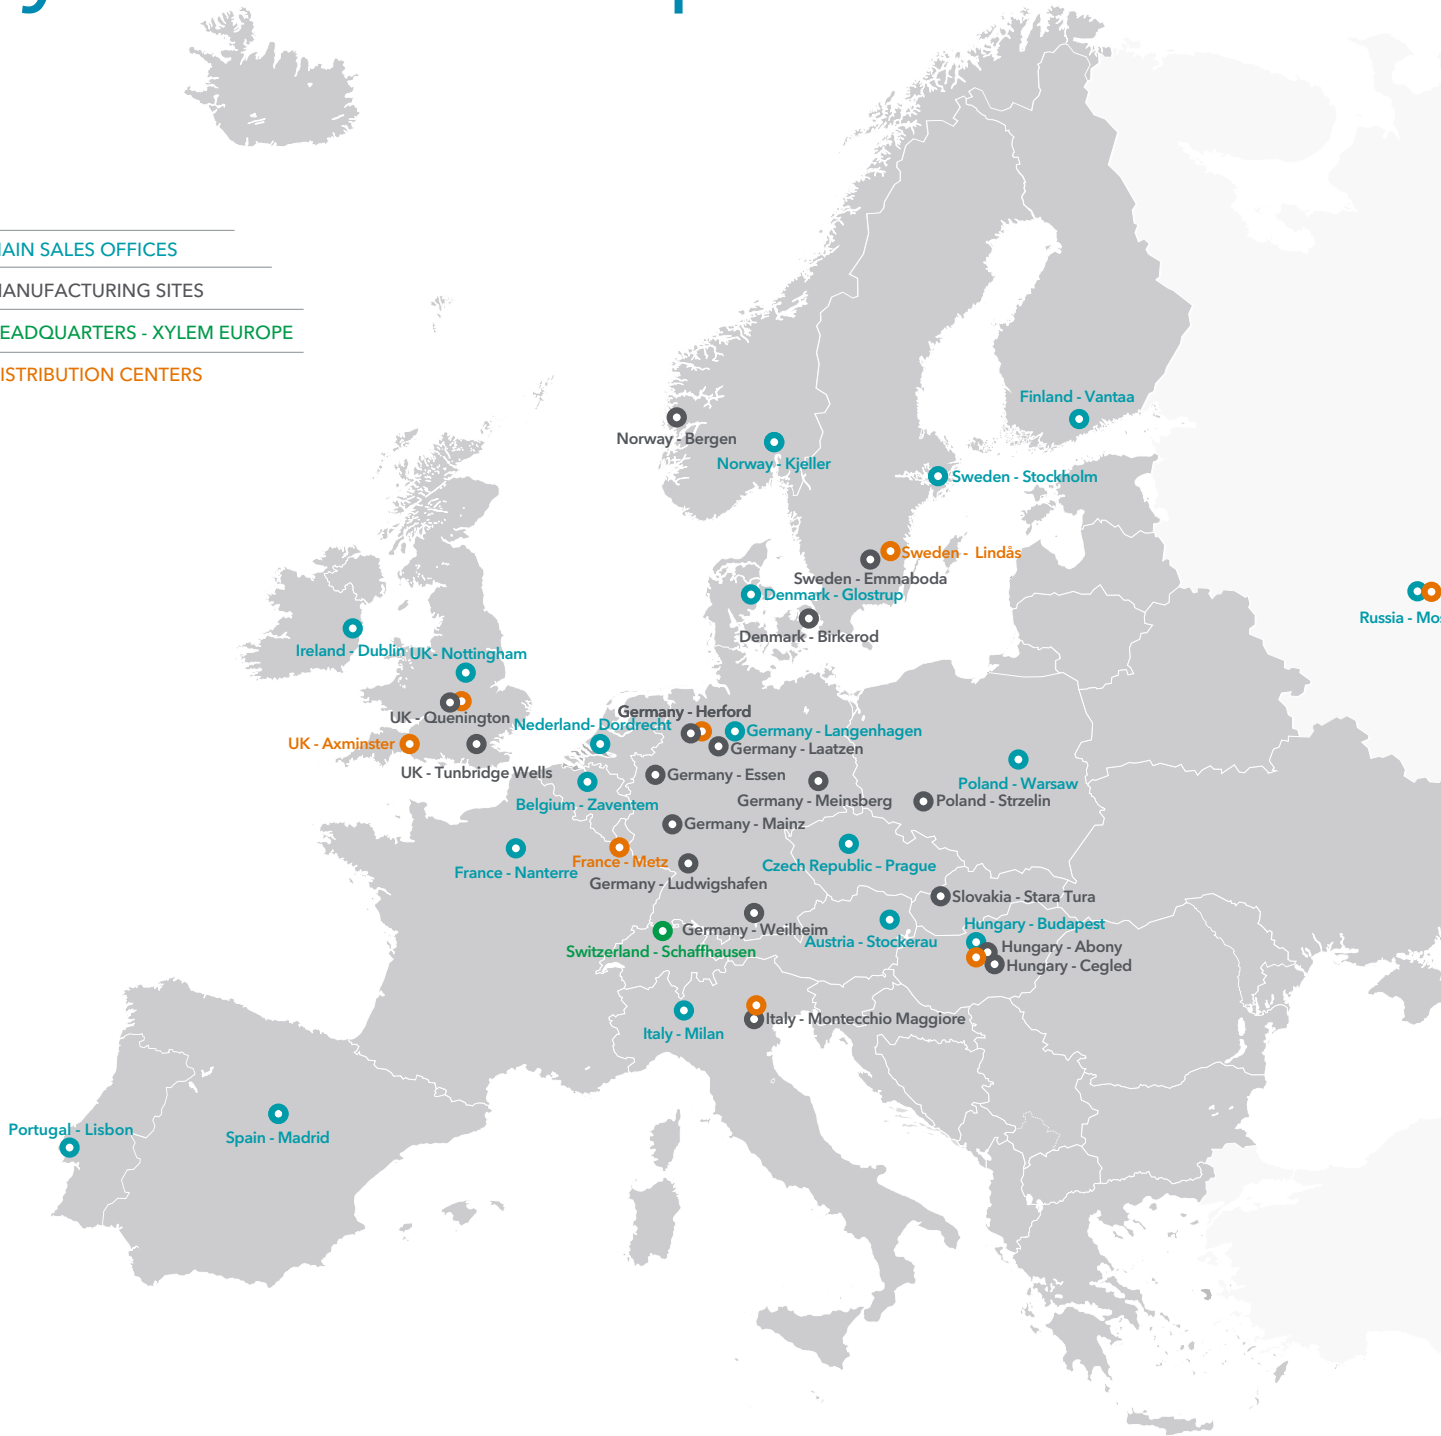 AIN SALES OFFICES
ANUFACTURING SITES
EADQUARTERS - XYLEM EUROPE
ISTRIBUTION CENTERS
Finland - Vantaa
Norway - Bergen
Norway - Kjeller
Sweden - Stockholm
Sweden - Lindås
Sweden - Emmaboda
Denmark - Glostrup
Russia - Mos
Denmark - Birkerod
Ireland - Dublin
UK- Nottingham
UK - Quenington
Germany - Herford
Nederland- Dordrecht
Germany - Langenhagen
UK - Axminster
Germany - Laatzen
UK - Tunbridge Wells
Germany - Essen
Poland - Warsaw
Germany - Meinsberg
Poland - Strzelin
Belgium - Zaventem
Germany - Mainz
France - Metz
Czech Republic – Prague
France - Nanterre
Germany - Ludwigshafen
Slovakia - Stara Tura
Hungary - Budapest
Germany - Weilheim
Austria - Stockerau
Hungary - Abony
Switzerland - Schaffhausen
Hungary - Cegled
Italy - Montecchio Maggiore
Italy - Milan
Portugal - Lisbon
Spain - Madrid